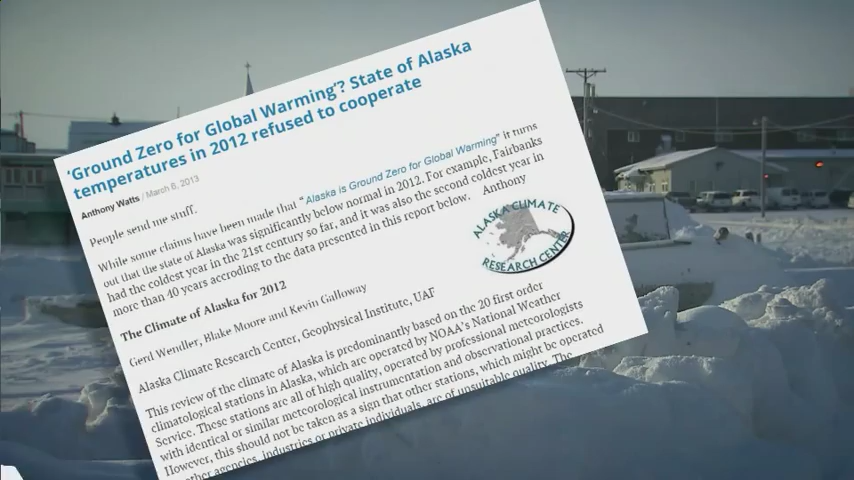 'Ground Zero for Global Warming'? State of Alaska
temperatures in 2012 refused to cooperate
Anthony Watts / March 6, 2013
People send me stuff.
While some claims have been made that "Alaska is Ground Zero for Global Warming" it turns
out that the state of Alaska was significantly below normal in 2012. For example, Fairbanks
had the coldest year in the 21st century so far, and it was also the second coldest year in
more than 40 years accroding to the data presented in this report below. Anthony
ALASKA CLIMATE
RESEARCH CENTER
The Climate of Alaska for 2012
Gerd Wendler, Blake Moore and Kevin Galloway
Alaska Climate Research Center, Geophysical Institute, UAF
This review of the climate of Alaska is predominantly based on the 20 first order
climatological stations in Alaska, which are operated by NOAA's National Weather
Service. These stations are all of high quality, operated by professional meteorologists
with identical or similar meteorological instrumentation and observational practices.
However, this should not be taken as a sign that other stations, which might be operated
other agencies, industries or private individuals, are of unsuitable quality. The